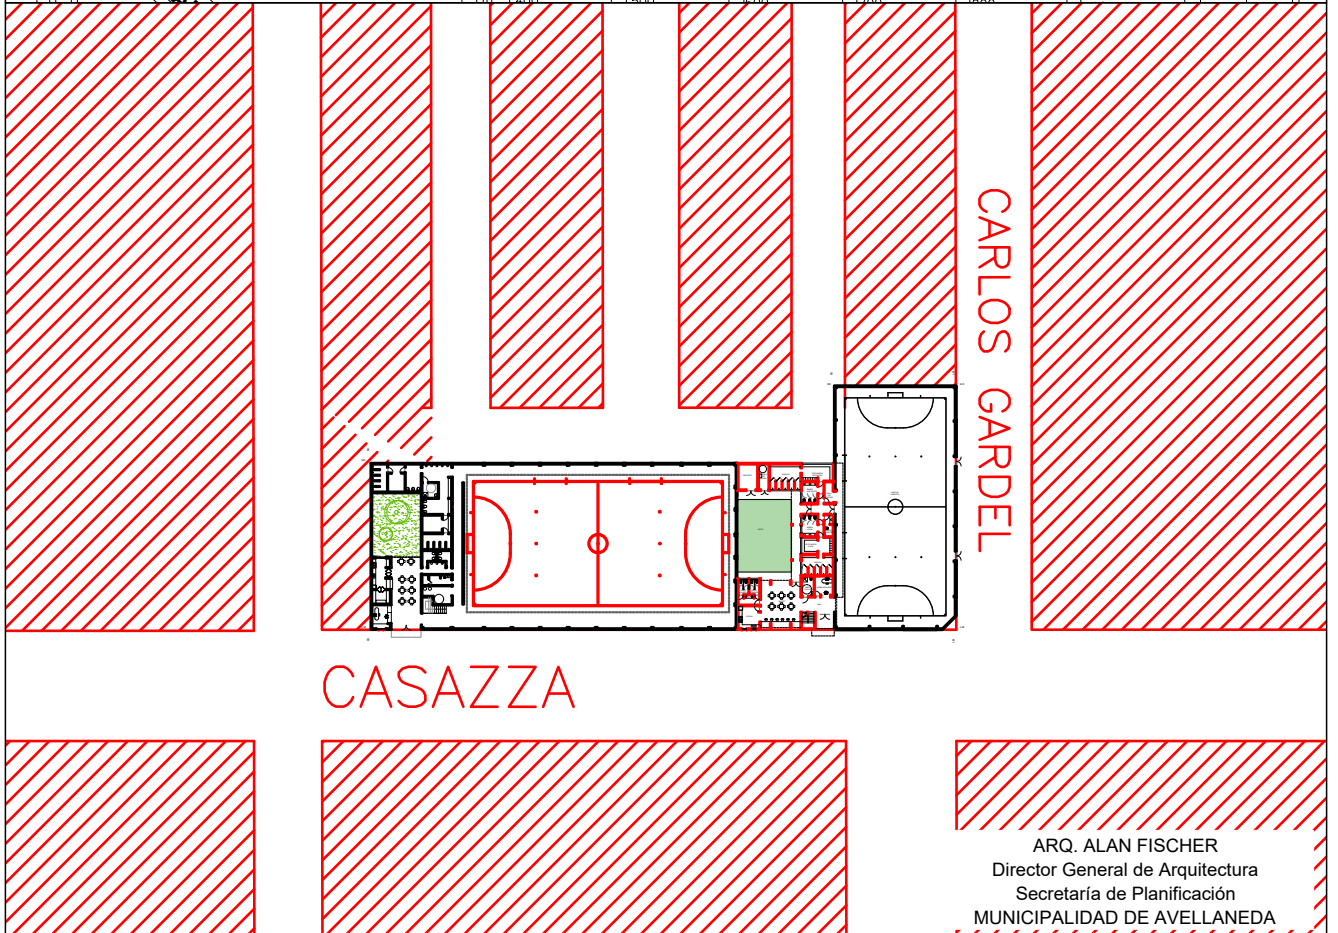 CARLOS GARDEL
CASAZZA
ARQ. ALAN FISCHER
Director General de Arquitectura
Secretaría de Planificación
MUNICIPALIDAD DE AVELLANEDA